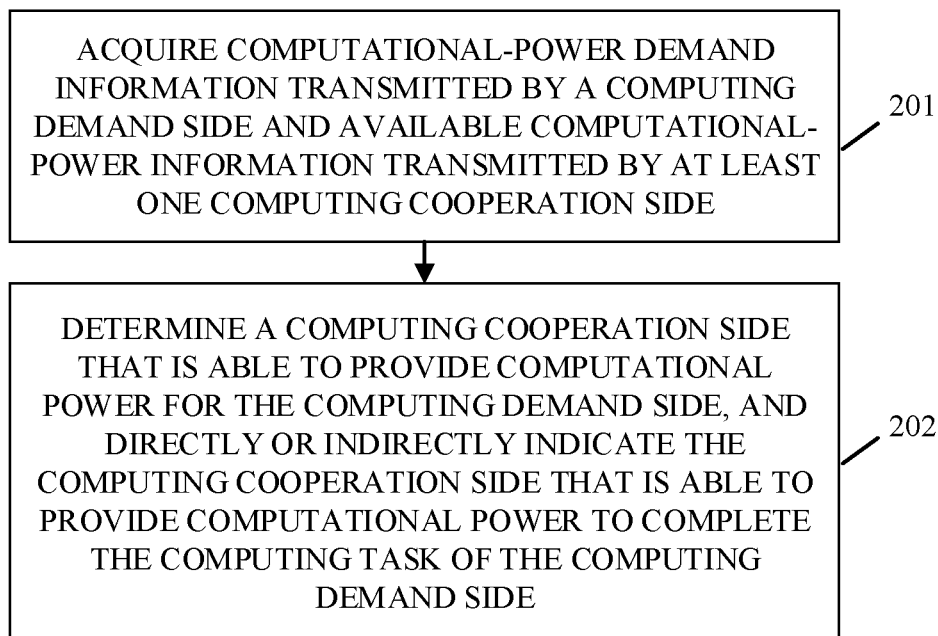 ACQUIRE COMPUTATIONAL-POWER DEMAND
INFORMATION TRANSMITTED BY A COMPUTING
DEMAND SIDE AND AVAILABLE COMPUTATIONAL-
POWER INFORMATION TRANSMITTED BY AT LEAST
ONE COMPUTING COOPERATION SIDE
201
DETERMINE A COMPUTING COOPERATION SIDE
THAT IS ABLE TO PROVIDE COMPUTATIONAL
POWER FOR THE COMPUTING DEMAND SIDE, AND
DIRECTLY OR INDIRECTLY INDICATE THE
COMPUTING COOPERATION SIDE THAT IS ABLE TO
PROVIDE COMPUTATIONAL POWER TO COMPLETE
THE COMPUTING TASK OF THE COMPUTING
DEMAND SIDE
202